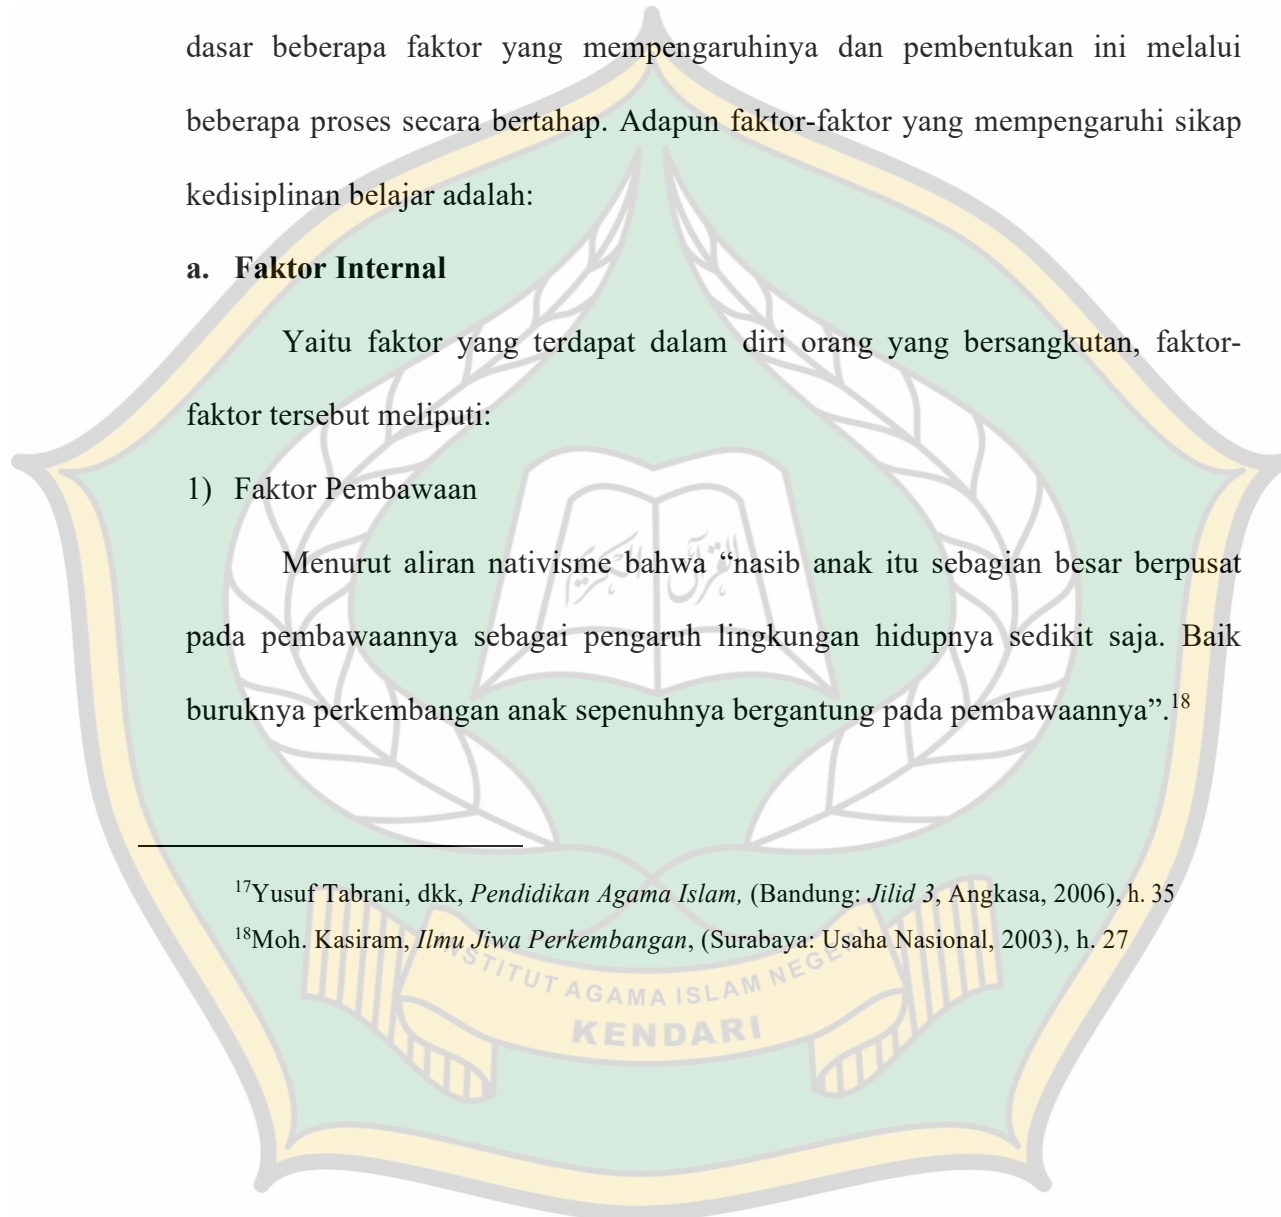 dasar beberapa faktor yang mempengaruhinya dan pembentukan ini melalui
beberapa proses secara bertahap. Adapun faktor-faktor yang mempengaruhi sikap
kedisiplinan belajar adalah:
a. Faktor Internal
Yaitu faktor yang terdapat dalam diri orang yang bersangkutan, faktor-
faktor tersebut meliputi:
1) Faktor Pembawaan
Menurut aliran nativisme bahwa “nasib anak itu sebagian besar berpusat
pada pembawaannya sebagai pengaruh lingkungan hidupnya sedikit saja. Baik
buruknya perkembangan anak sepenuhnya bergantung pada pembawaannya”.18
القرآن الحكريم
17Yusuf Tabrani, dkk, Pendidikan Agama Islam, (Bandung: Jilid 3, Angkasa, 2006), h. 35
18Moh. Kasiram, Ilmu Jiwa Perkembangan, (Surabaya: Usaha Nasional, 2003), h. 27
INSTITUT AGAMA ISLAM NEGERI
KENDARI